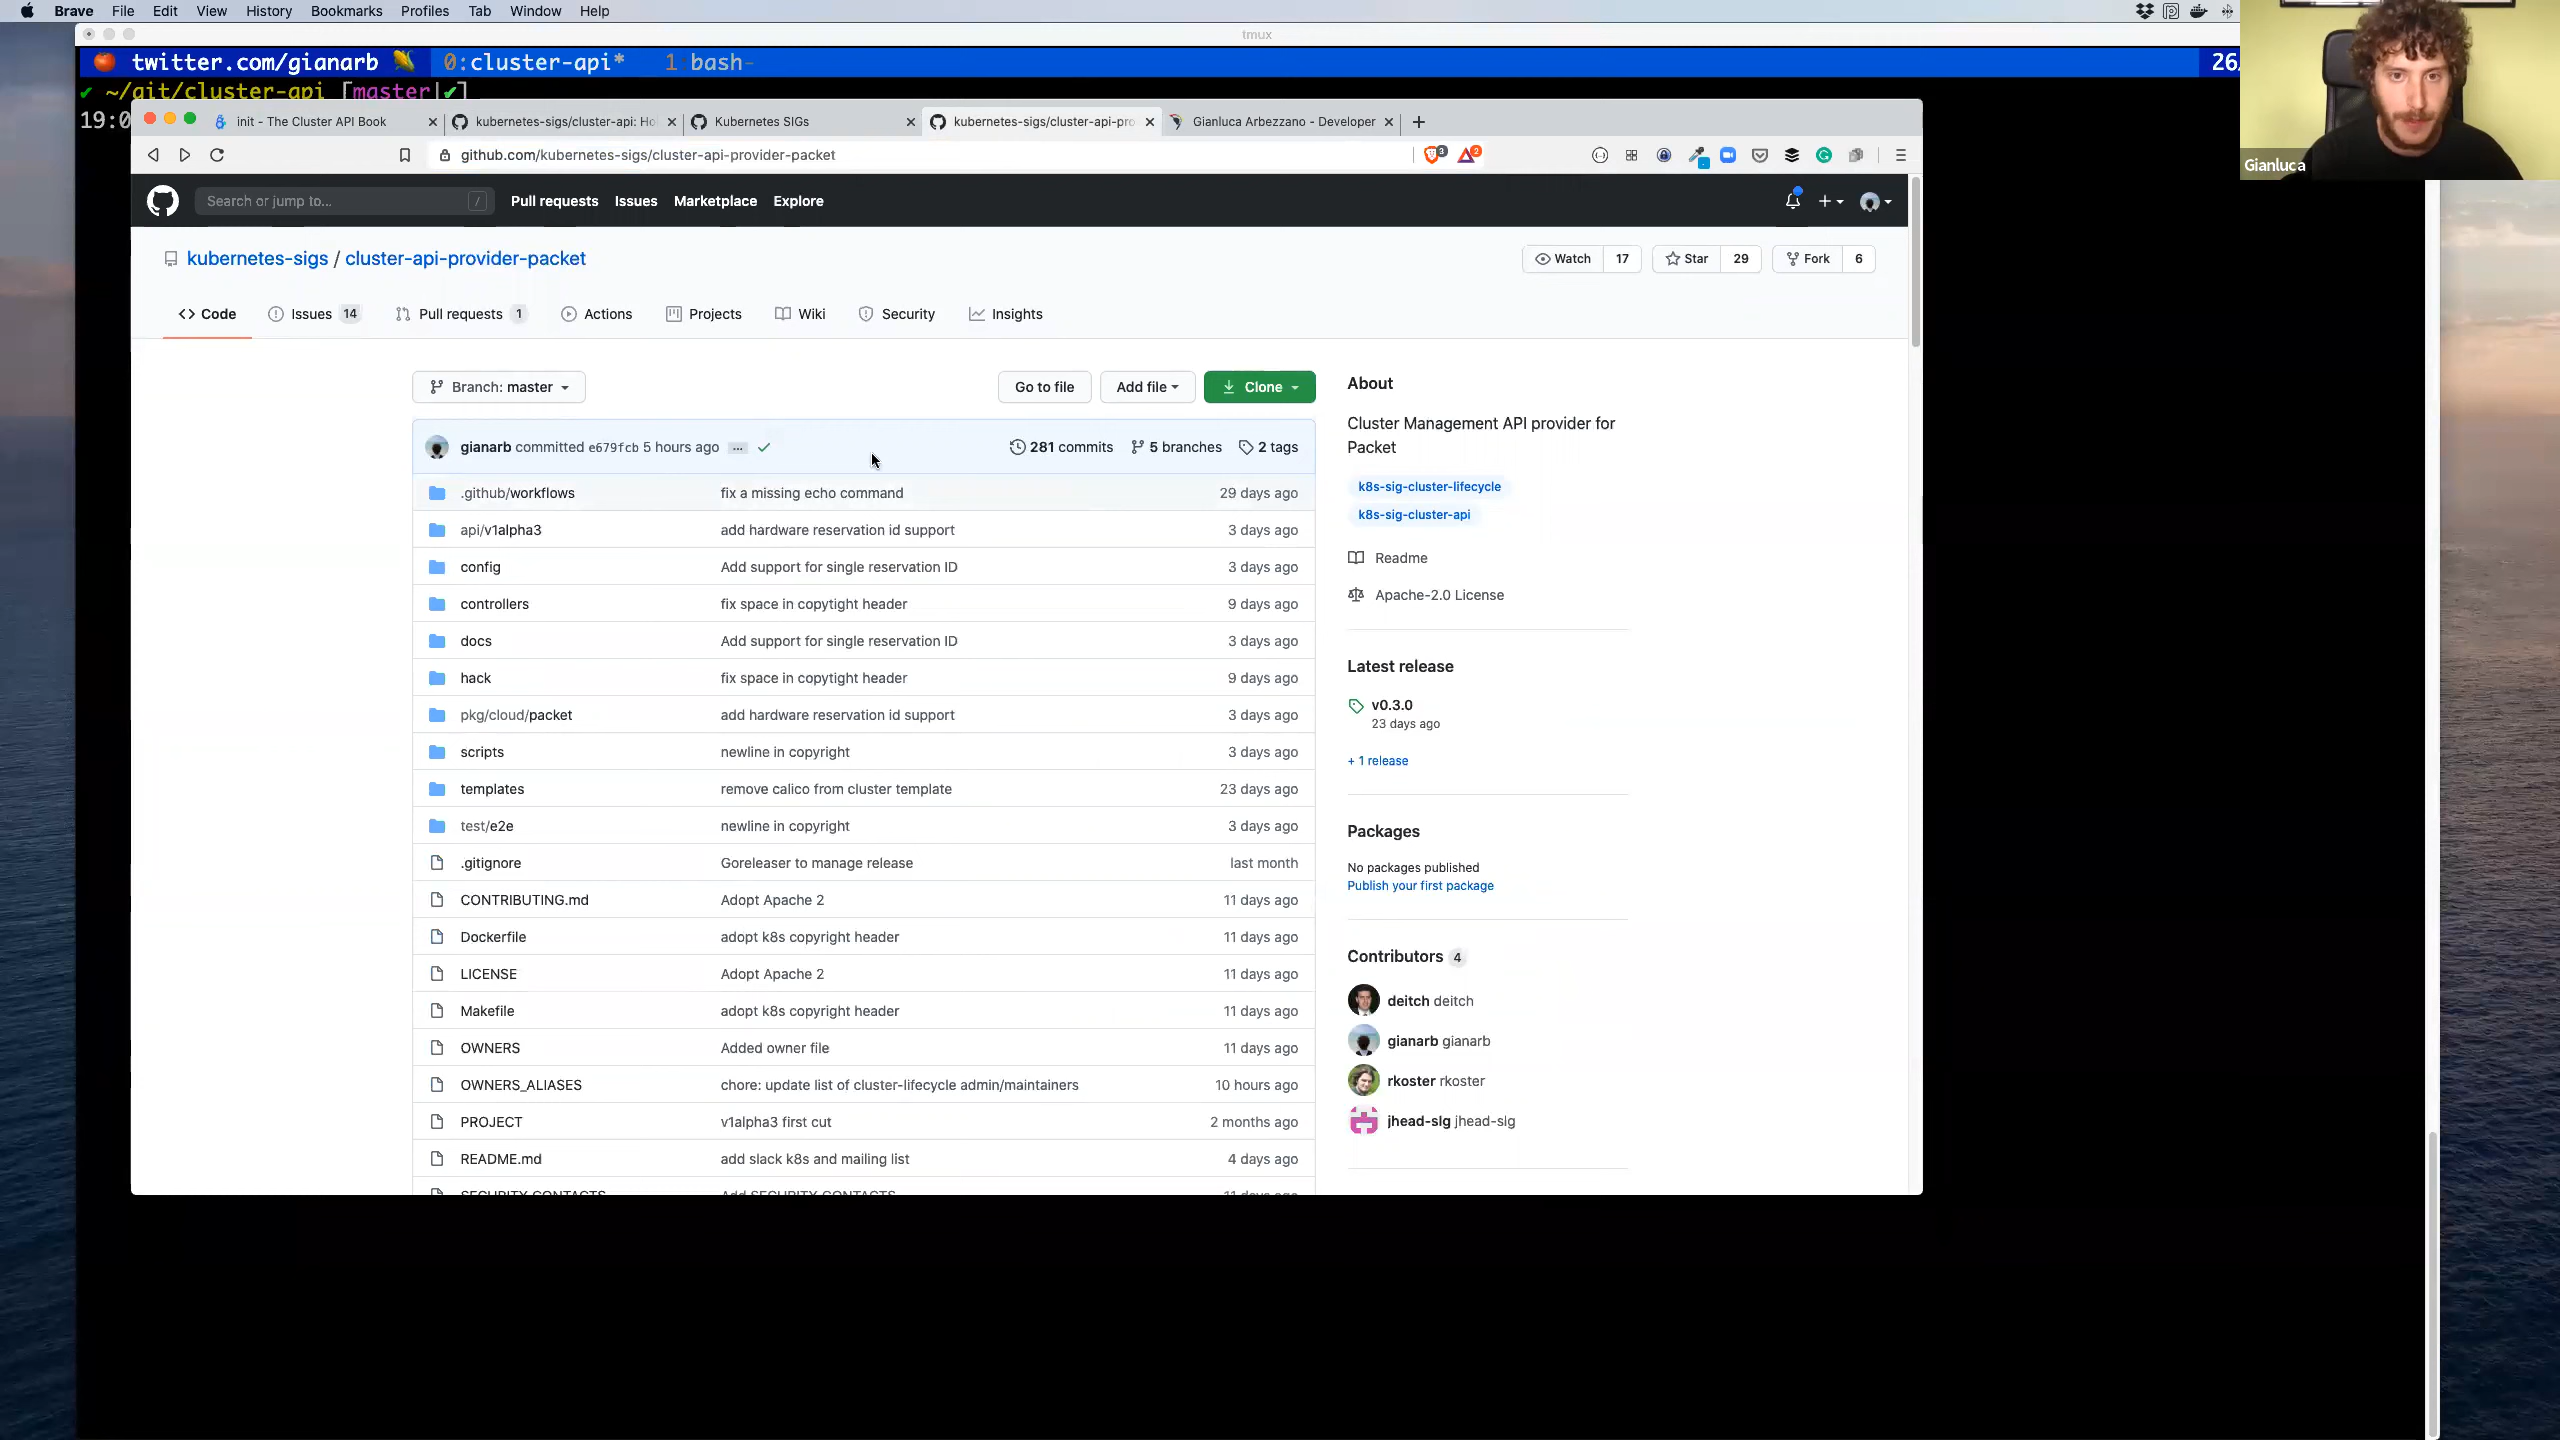 Brave File Edit View History Bookmarks Profiles Tab Window Help
tmux
twitter.com/gianarb 0:cluster-api* 1 bash- 26
✔ ~/git/cluster-api [master|✔]
19:0
Gianluca
init - The Cluster API Book
kubernetes-sigs/cluster-api: Ho
Kubernetes SIGs
kubernetes-sigs/cluster-api-pro
Gianluca Arbezzano - Developer
github.com/kubernetes-sigs/cluster-api-provider-packet
3 2
Search or jump to... / Pull requests Issues Marketplace Explore
kubernetes-sigs / cluster-api-provider-packet
Watch 17 Star 29 Fork 6
Code Issues 14 Pull requests 1 Actions Projects Wiki Security Insights
Branch: master Go to file Add file Clone
gianarb committed e679fcb 5 hours ago ... 281 commits 5 branches 2 tags
.github/workflows fix a missing echo command 29 days ago
api/v1alpha3 add hardware reservation id support 3 days ago
config Add support for single reservation ID 3 days ago
controllers fix space in copytight header 9 days ago
docs Add support for single reservation ID 3 days ago
hack fix space in copytight header 9 days ago
pkg/cloud/packet add hardware reservation id support 3 days ago
scripts newline in copyright 3 days ago
templates remove calico from cluster template 23 days ago
test/e2e newline in copyright 3 days ago
.gitignore Goreleaser to manage release last month
CONTRIBUTING.md Adopt Apache 2 11 days ago
Dockerfile adopt k8s copyright header 11 days ago
LICENSE Adopt Apache 2 11 days ago
Makefile adopt k8s copyright header 11 days ago
OWNERS Added owner file 11 days ago
OWNERS_ALIASES chore: update list of cluster-lifecycle admin/maintainers 10 hours ago
PROJECT v1alpha3 first cut 2 months ago
README.md add slack k8s and mailing list 4 days ago
SECURITY_CONTACTS Add SECURITY_CONTACTS 11 days ago
About
Cluster Management API provider for
Packet
k8s-sig-cluster-lifecycle
k8s-sig-cluster-api
Readme
Apache-2.0 License
Latest release
v0.3.0
23 days ago
+ 1 release
Packages
No packages published
Publish your first package
Contributors 4
deitch deitch
gianarb gianarb
rkoster rkoster
jhead-slg jhead-slg